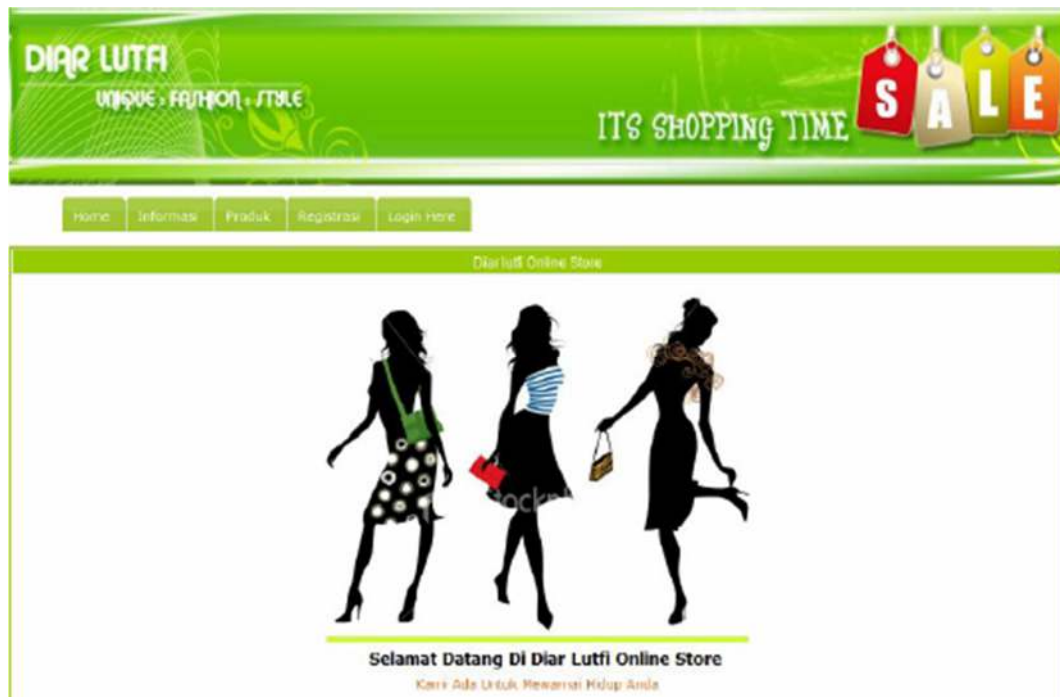 DIAR LUTFI
UNIQUE • FASHION • STYLE
ITS SHOPPING TIME
SALE
Home Informasi Produk Registrasi Login Here
Diar lutfi Online Store
tockp
Selamat Datang Di Diar Lutfi Online Store
Kami Ada Untuk Mewarnai Hidup Anda